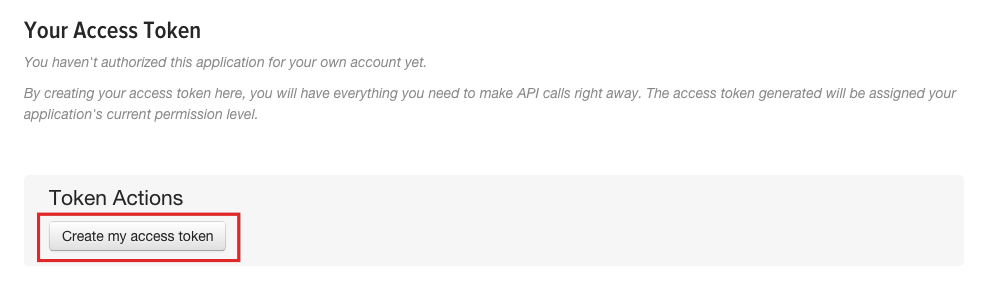 Your Access Token
You haven't authorized this application for your own account yet.
By creating your access token here, you will have everything you need to make API calls right away. The access token generated will be assigned your
application's current permission level.
Token Actions
Create my access token